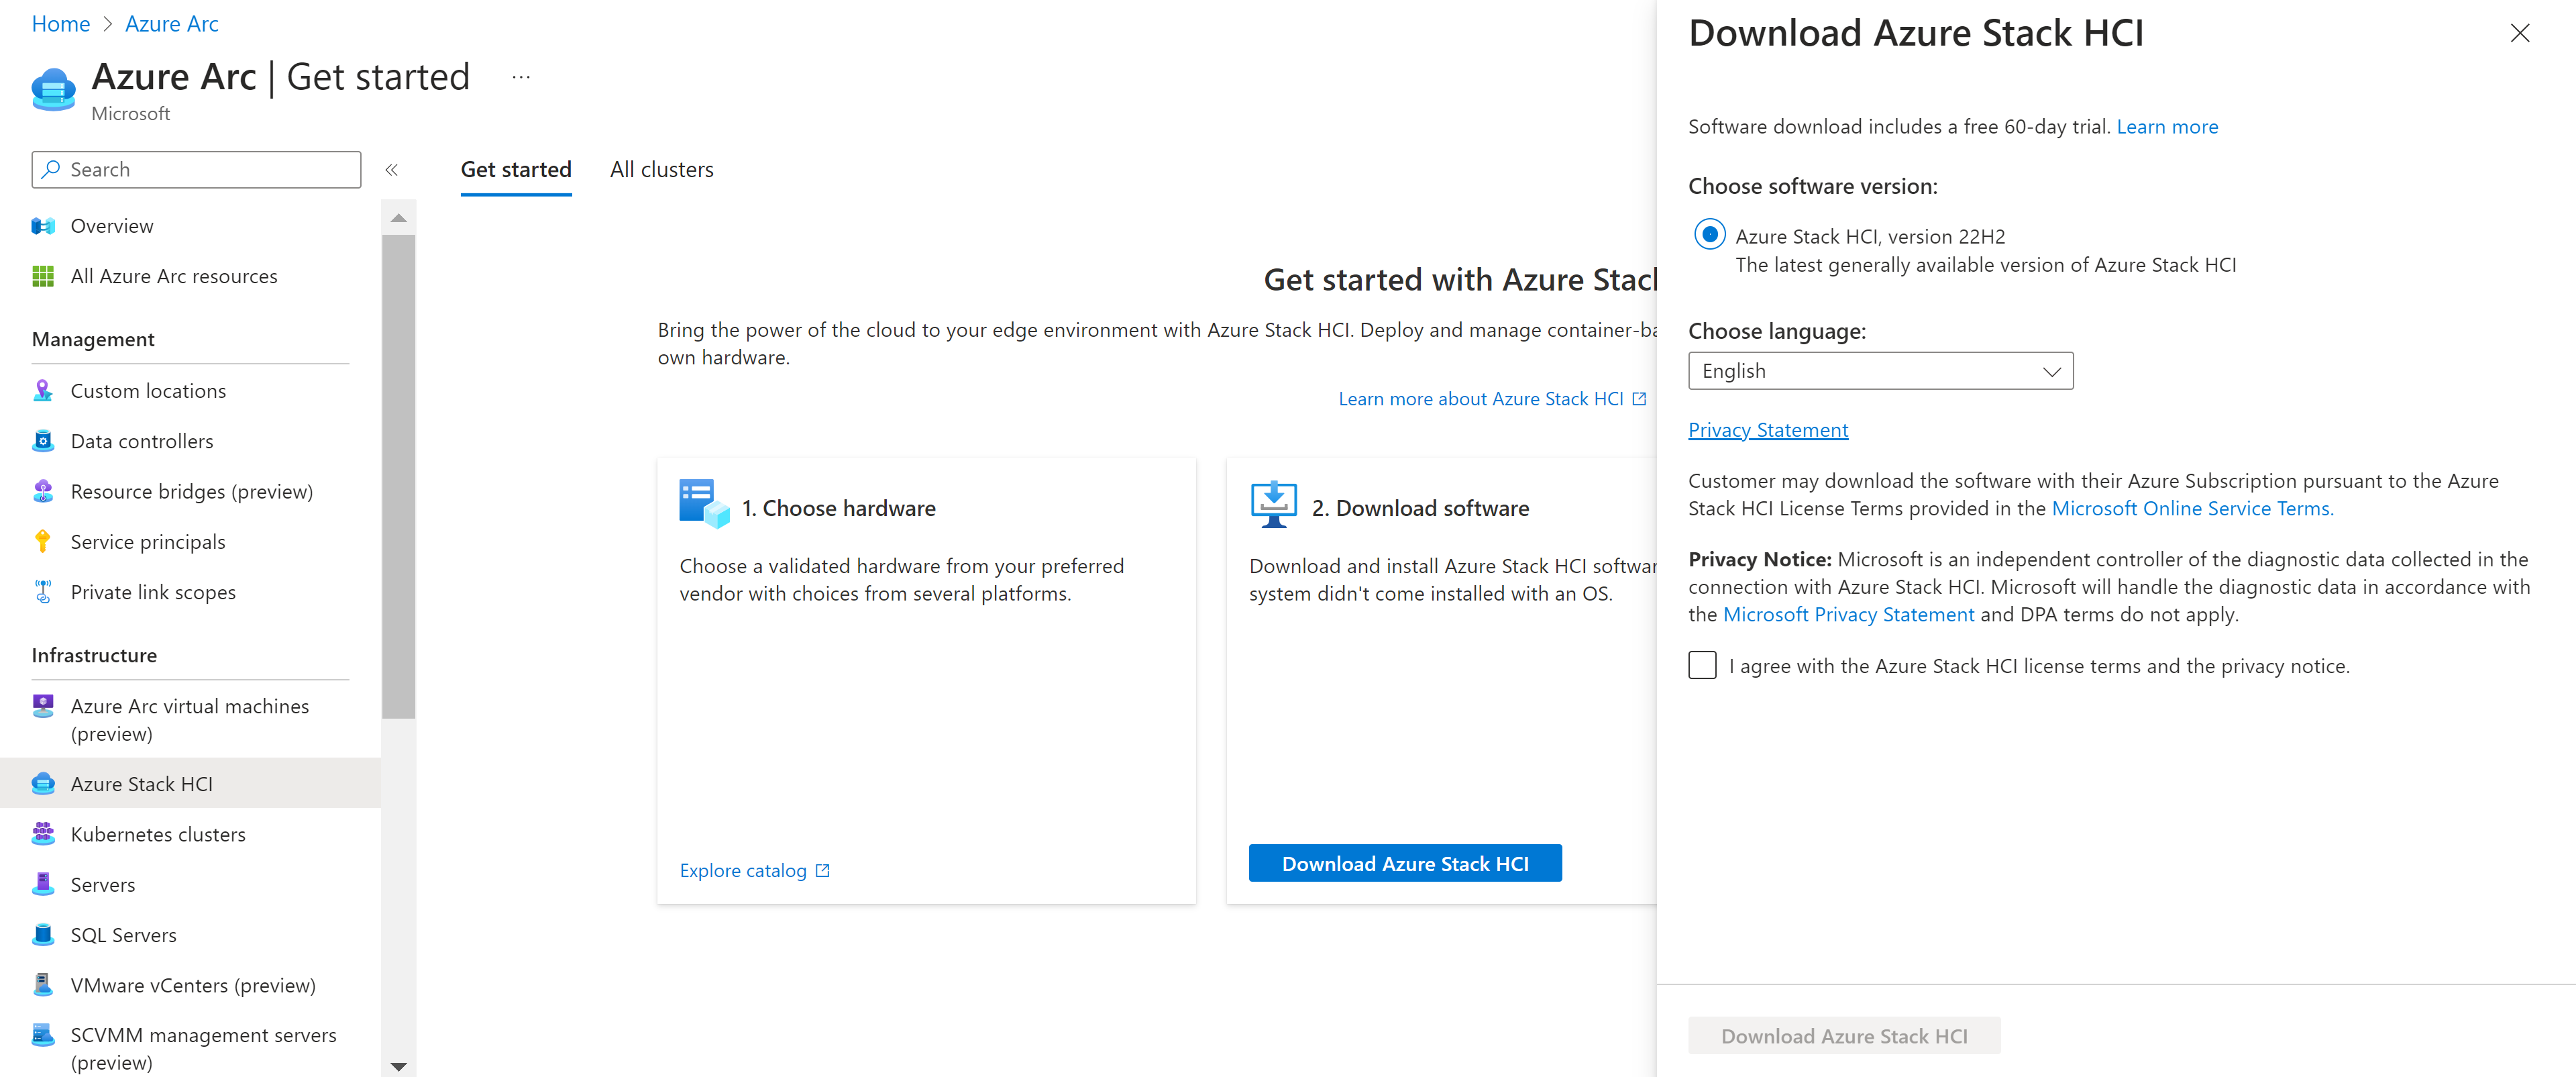 Home > Azure Arc
Azure Arc | Get started ...
Microsoft
Search
«
Overview
All Azure Arc resources
Management
Custom locations
Data controllers
Resource bridges (preview)
Service principals
Private link scopes
Infrastructure
Azure Arc virtual machines
(preview)
Azure Stack HCI
Kubernetes clusters
Servers
SQL Servers
VMware vCenters (preview)
SCVMM management servers
(preview)
Get started
All clusters
Get started with Azure Stack
Bring the power of the cloud to your edge environment with Azure Stack HCI. Deploy and manage container-ba
own hardware.
Learn more about Azure Stack HCI
1. Choose hardware
Choose a validated hardware from your preferred
vendor with choices from several platforms.
Explore catalog
2. Download software
Download and install Azure Stack HCI softwar
system didn't come installed with an OS.
Download Azure Stack HCI
Download Azure Stack HCI
Software download includes a free 60-day trial. Learn more
Choose software version:
Azure Stack HCI, version 22H2
The latest generally available version of Azure Stack HCI
Choose language:
English
Privacy Statement
Customer may download the software with their Azure Subscription pursuant to the Azure
Stack HCI License Terms provided in the Microsoft Online Service Terms.
Privacy Notice: Microsoft is an independent controller of the diagnostic data collected in the
connection with Azure Stack HCI. Microsoft will handle the diagnostic data in accordance with
the Microsoft Privacy Statement and DPA terms do not apply.
I agree with the Azure Stack HCI license terms and the privacy notice.
Download Azure Stack HCI